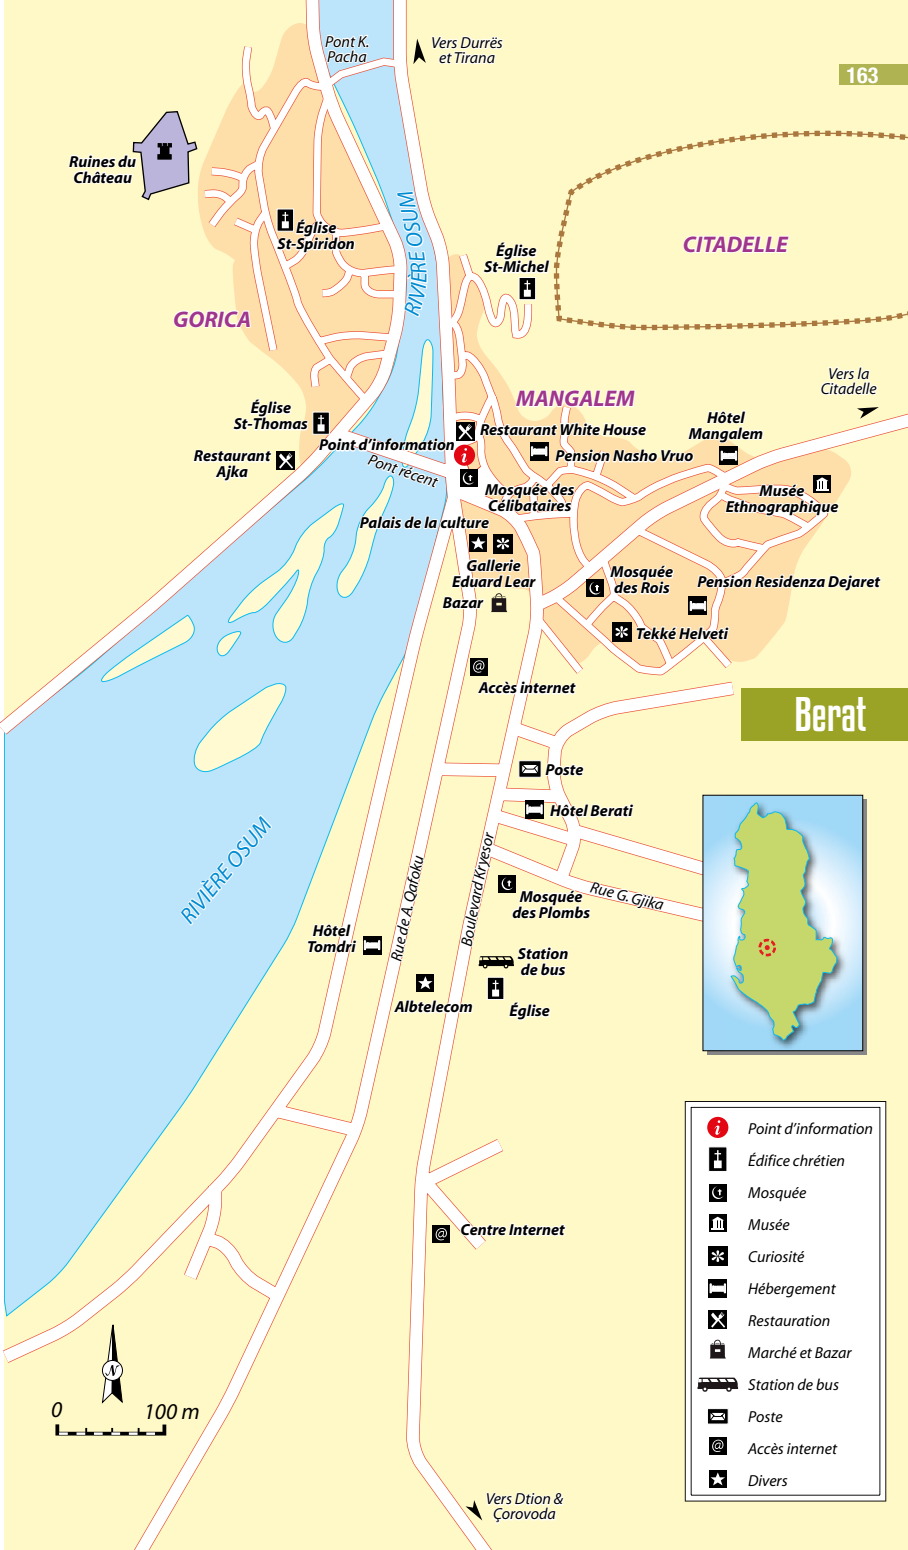 Pont K.
Pacha
Vers Durrës
et Tirana
163
Ruines du
Château
RIVIÈRE OSUM
Église
St-Spiridon
CITADELLE
Église
St-Michel
GORICA
Vers la
Citadelle
MANGALEM
Église
St-Thomas
Hôtel
Mangalem
Restaurant White House
Point d'information
Restaurant
Ajka
Pont récent
Pension Nasho Vruo
Musée
Ethnographique
Mosquée des
Célibataires
Palais de la culture
Gallerie
Eduard Lear
Mosquée
des Rois
Pension Residenza Dejaret
Bazar
Tekké Helveti
Accès internet
Berat
Poste
Hôtel Berati
RIVIÈRE OSUM
Rue de A. Qafoku
Boulevard Kryesor
Rue G. Gjika
Mosquée
des Plombs
Hôtel
Tomdri
Station
de bus
Albtelecom
Église
Centre Internet
N
0 100 m
Vers Dtion &
Çorovoda
Point d'information
Édifice chrétien
Mosquée
Musée
Curiosité
Hébergement
Restauration
Marché et Bazar
Station de bus
Poste
Accès internet
Divers